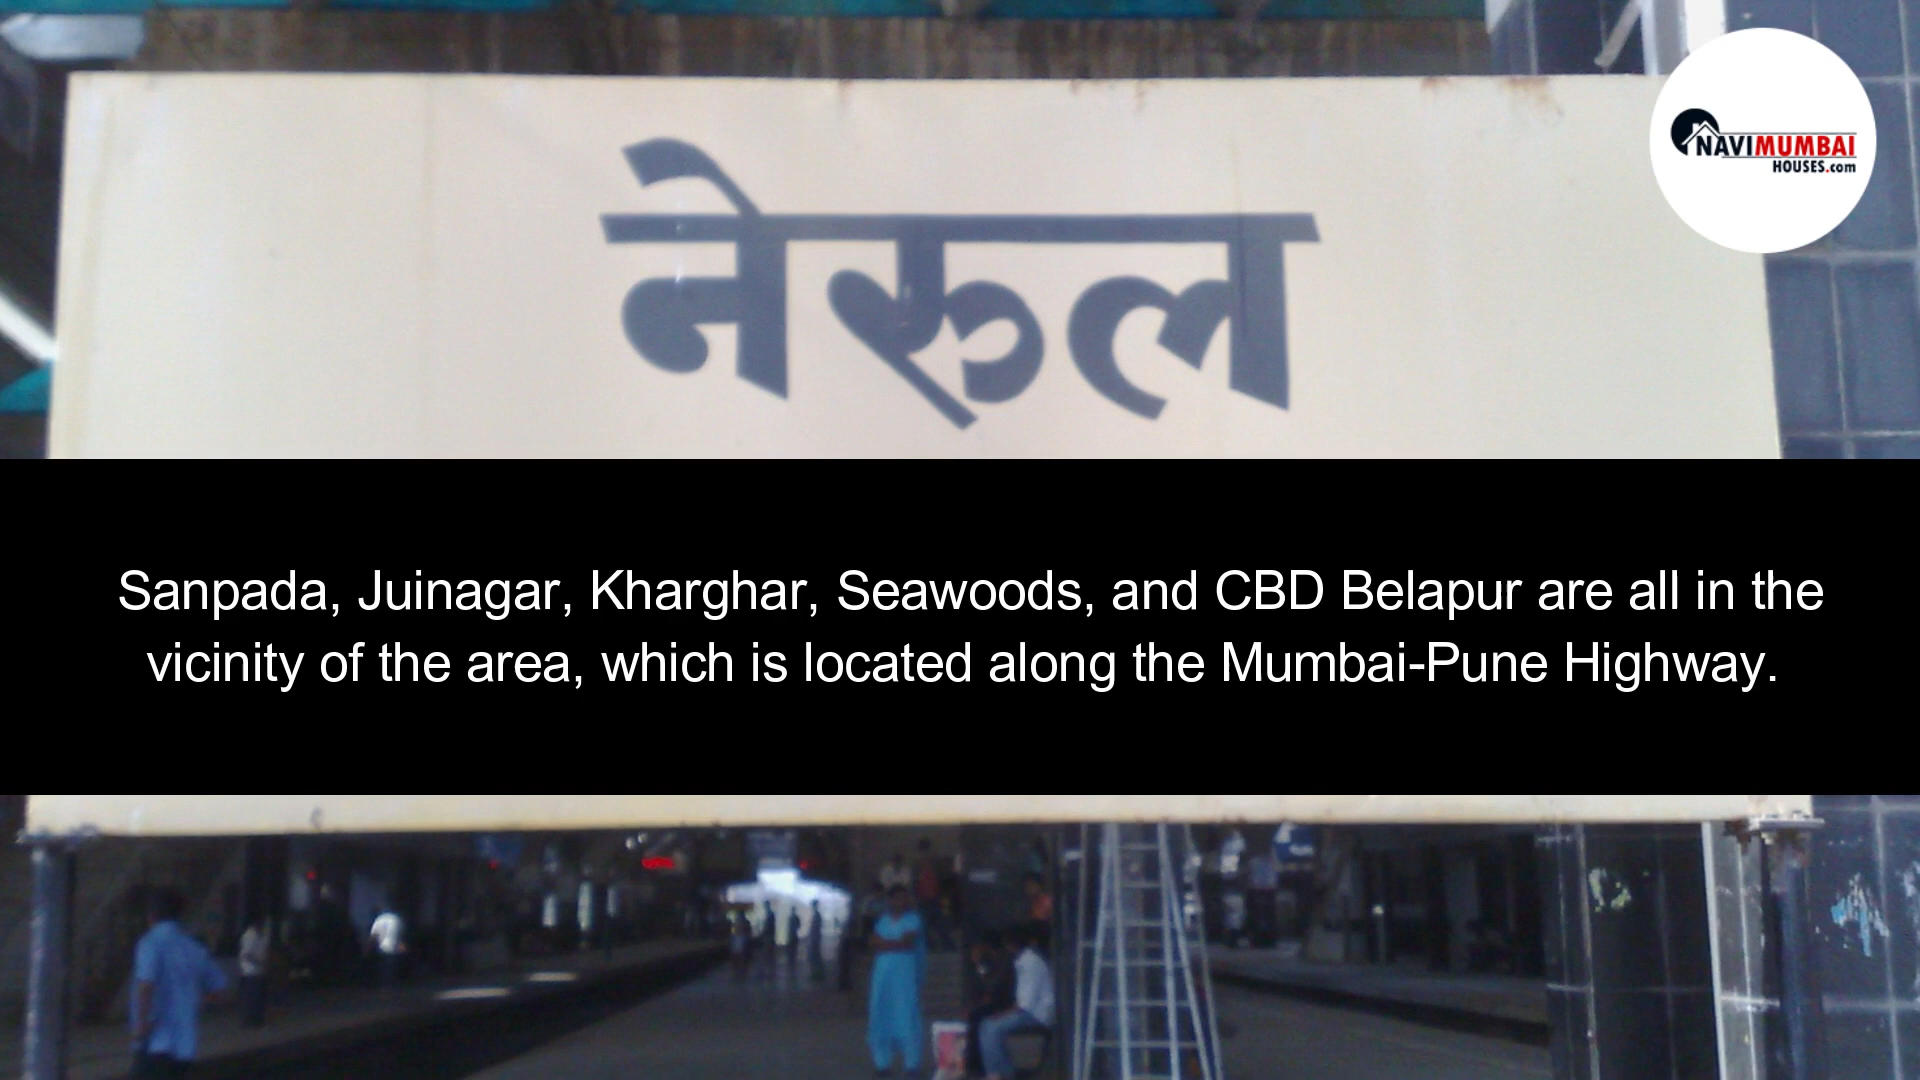 नेरुल
NAVIMUMBAI
HOUSES.com
Sanpada, Juinagar, Kharghar, Seawoods, and CBD Belapur are all in the
vicinity of the area, which is located along the Mumbai-Pune Highway.